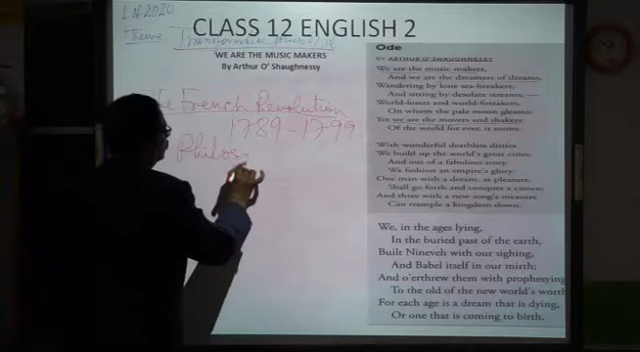 1.06.2020
CLASS 12 ENGLISH 2
Theme: Transformative Power of
WE ARE THE MUSIC MAKERS
By Arthur O' Shaughnessy
The French Revolution
1789-1799
Philos
Ode
BY ARTHUR O'SHAUGHNESSY
We are the music makers,
And we are the dreamers of dreams,
Wandering by lone sea-breakers,
And sitting by desolate streams; —
World-losers and world-forsakers,
On whom the pale moon gleams:
Yet we are the movers and shakers
Of the world for ever, it seems.
With wonderful deathless ditties
We build up the world's great cities,
And out of a fabulous story
We fashion an empire's glory:
One man with a dream, at pleasure,
Shall go forth and conquer a crown;
And three with a new song's measure
Can trample a kingdom down.
We, in the ages lying,
In the buried past of the earth,
Built Nineveh with our sighing,
And Babel itself in our mirth;
And o'erthrew them with prophesying
To the old of the new world's worth
For each age is a dream that is dying,
Or one that is coming to birth.